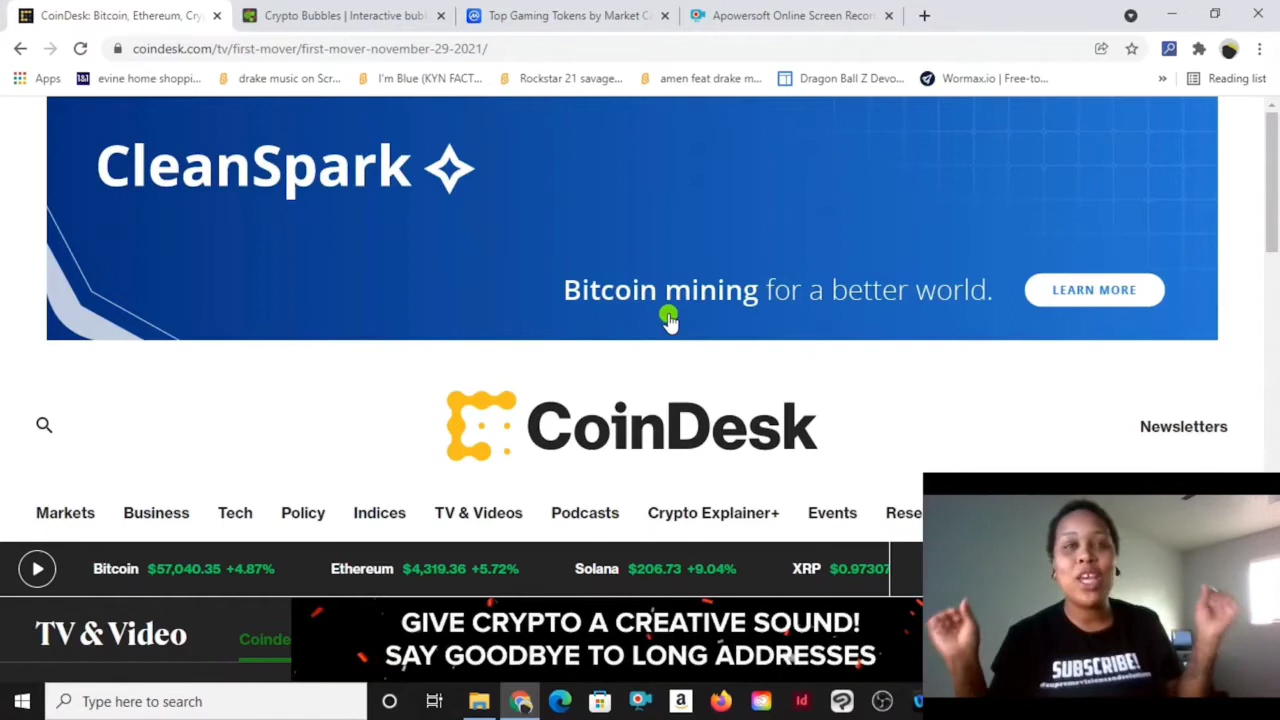 CoinDesk: Bitcoin, Ethereum, Cry
Crypto Bubbles | Interactive bubl
Top Gaming Tokens by Market Ca
Apowersoft Online Screen Record
coindesk.com/tv/first-mover/first-mover-november-29-2021/
Apps
evine home shoppi...
drake music on Scr...
I'm Blue (KYN FACT...
Rockstar 21 savage...
amen feat drake m...
Dragon Ball Z Devo...
Wormax.io | Free-to...
»
Reading list
CleanSpark
Bitcoin mining for a better world.
LEARN MORE
CoinDesk
Newsletters
Markets
Business
Tech
Policy
Indices
TV & Videos
Podcasts
Crypto Explainer+
Events
Rese
Bitcoin $57,040.35 +4.87%
Ethereum $4,319.36 +5.72%
Solana $206.73 +9.04%
XRP $0.97307
TV & Video
Coinde
GIVE CRYPTO A CREATIVE SOUND!
SAY GOODBYE TO LONG ADDRESSES
SUBSCRIBE!
Type here to search